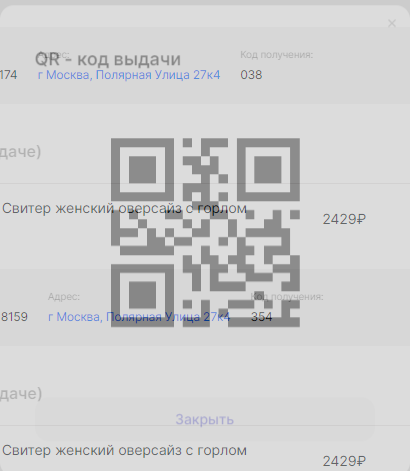 ×
Адрес: Код получения:
QR - код выдачи
174 г Москва, Полярная Улица 27к4 038
даче)
Свитер женский оверсайз с горлом 2429₽
Адрес: Код получения:
8159 г Москва, Полярная Улица 27к4 354
даче)
Закрыть
Свитер женский оверсайз с горлом 2429₽